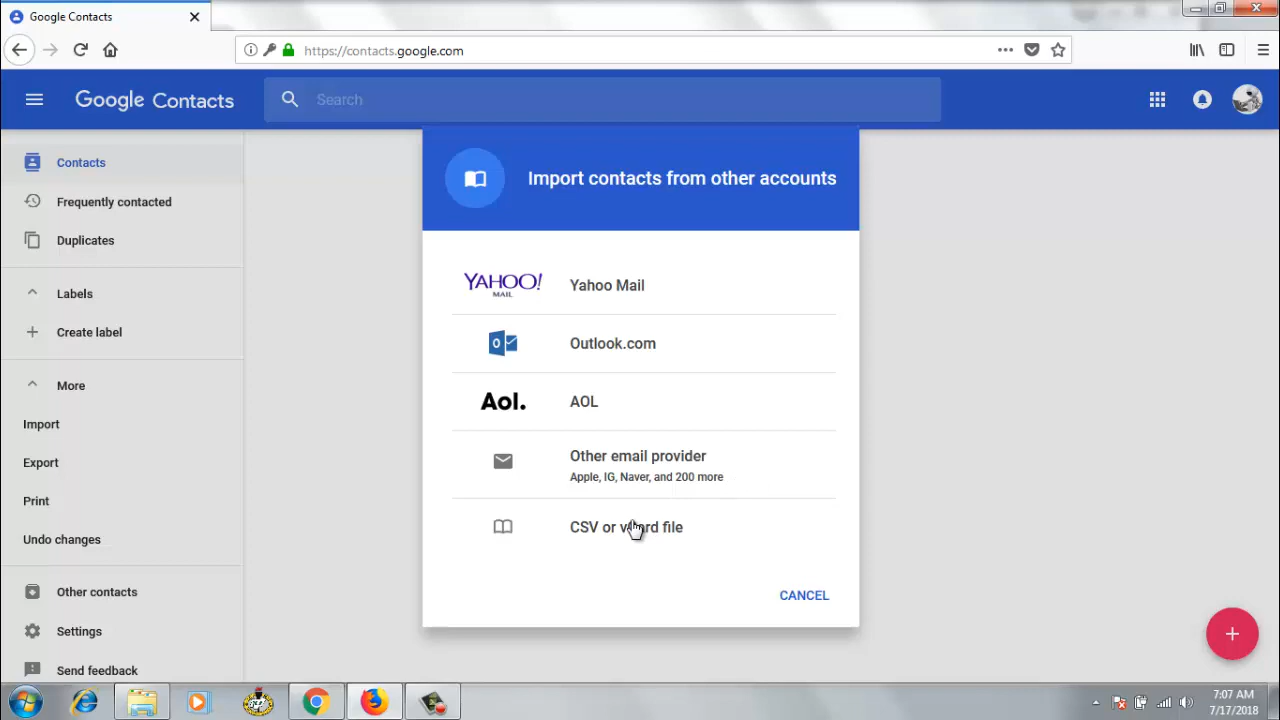 Google Contacts
https://contacts.google.com
Google Contacts
Search
Contacts
Frequently contacted
Duplicates
Labels
Create label
More
Import
Export
Print
Undo changes
Other contacts
Settings
Send feedback
Import contacts from other accounts
YAHOO!
MAIL
Yahoo Mail
Outlook.com
Aol.
AOL
Other email provider
Apple, IG, Naver, and 200 more
CSV or vCard file
CANCEL
7:07 AM
7/17/2018